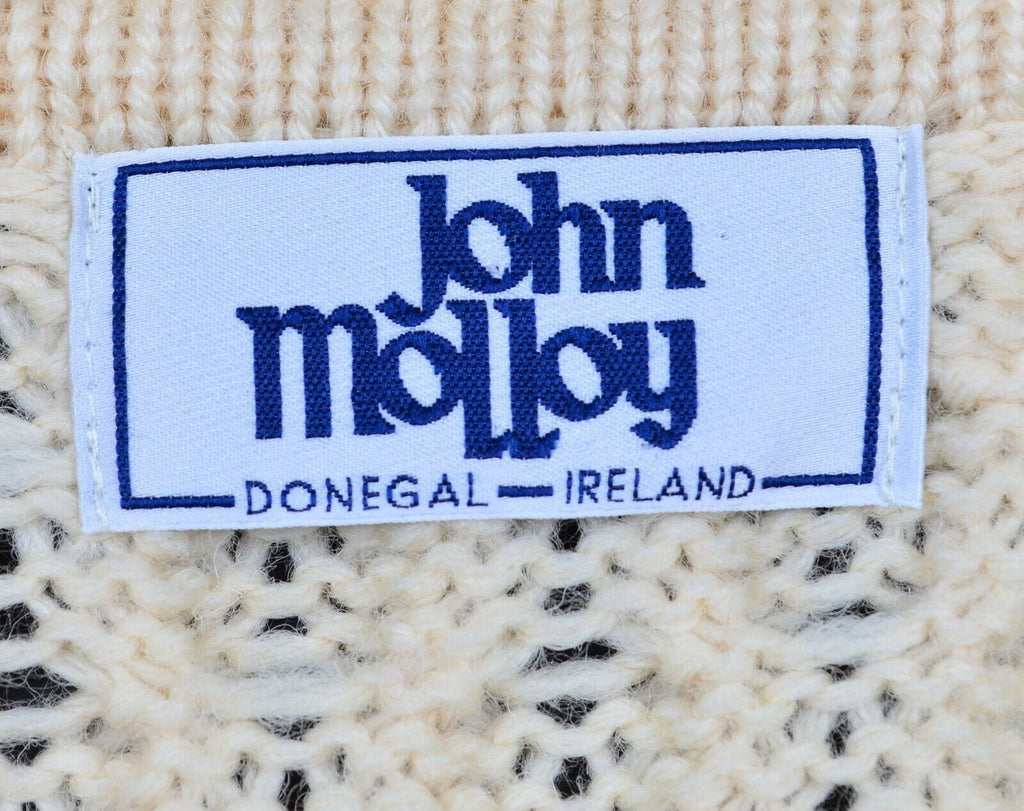 John
molloy
DONEGAL — IRELAND